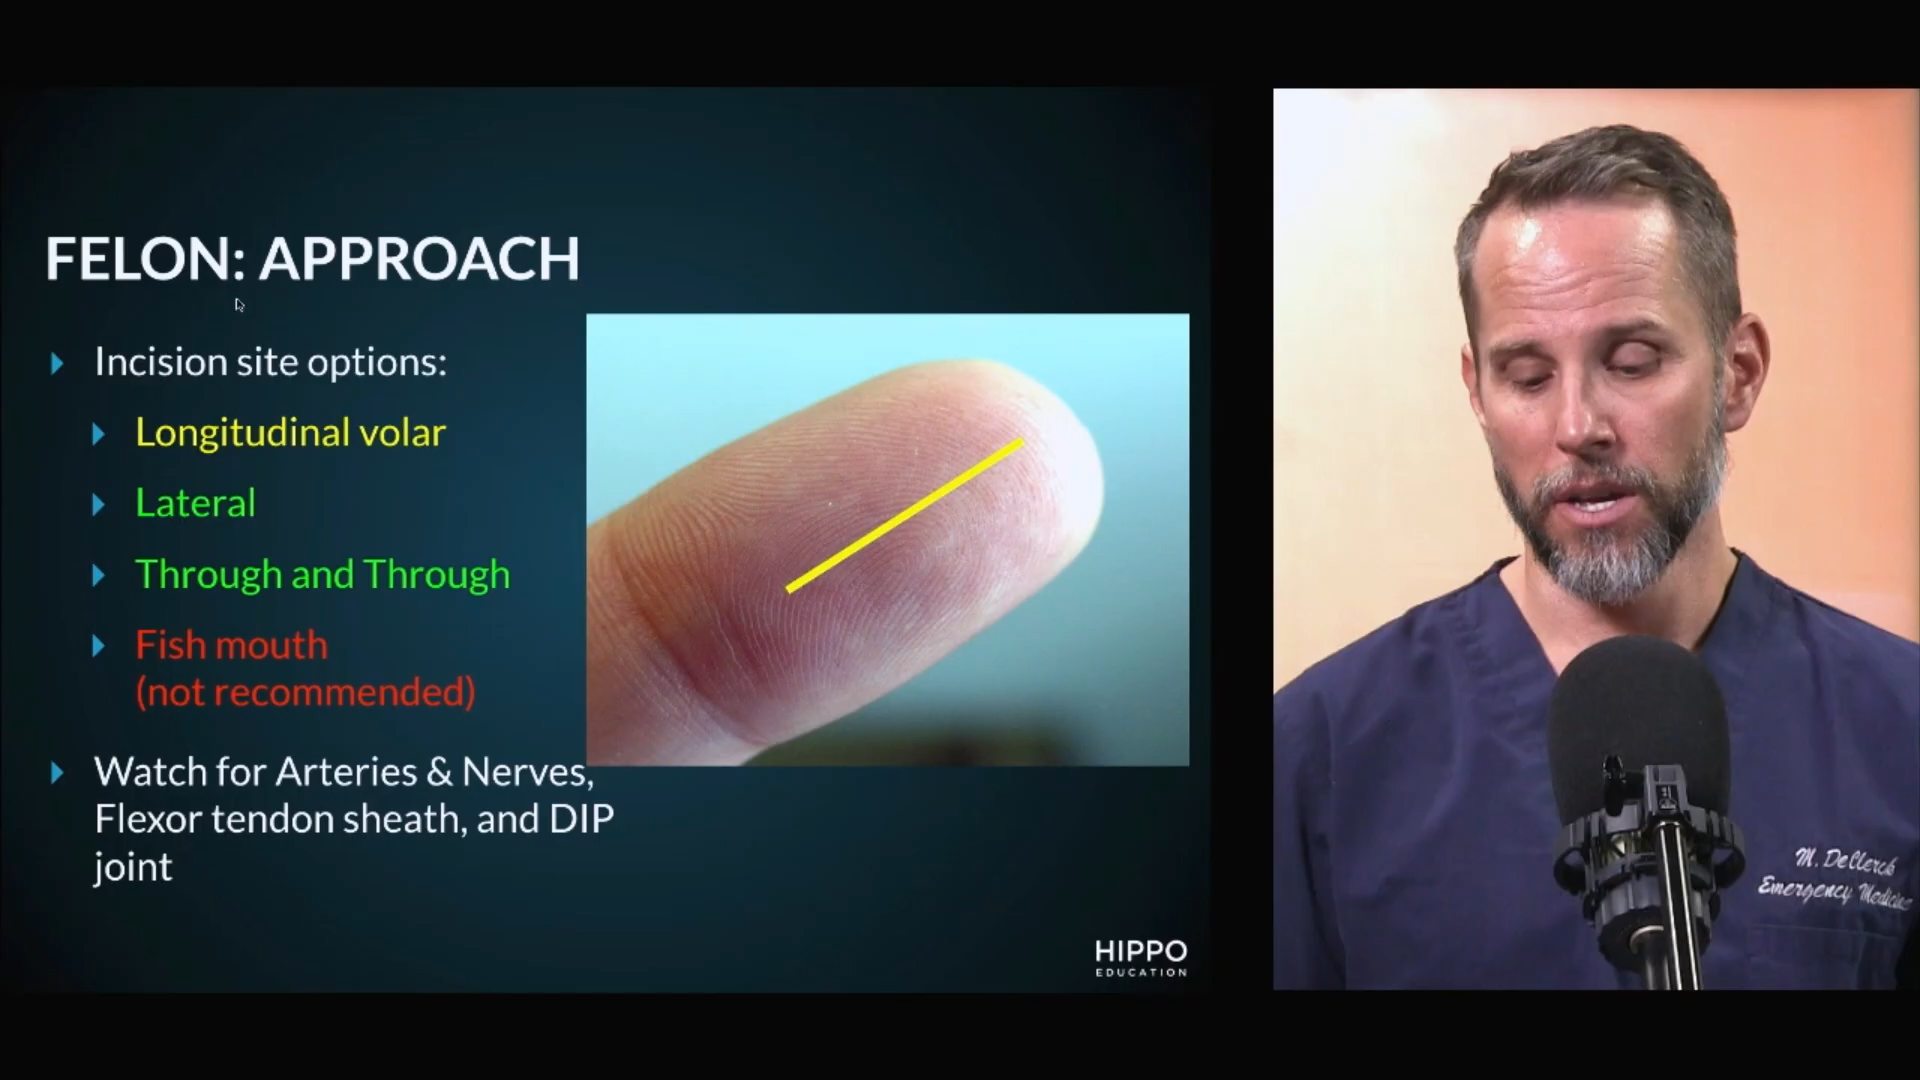 FELON: APPROACH
Incision site options:
Longitudinal volar
Lateral
Through and Through
Fish mouth
(not recommended)
Watch for Arteries & Nerves,
Flexor tendon sheath, and DIP
joint
HIPPO
EDUCATION
M. DeClerck
Emergency Medicine